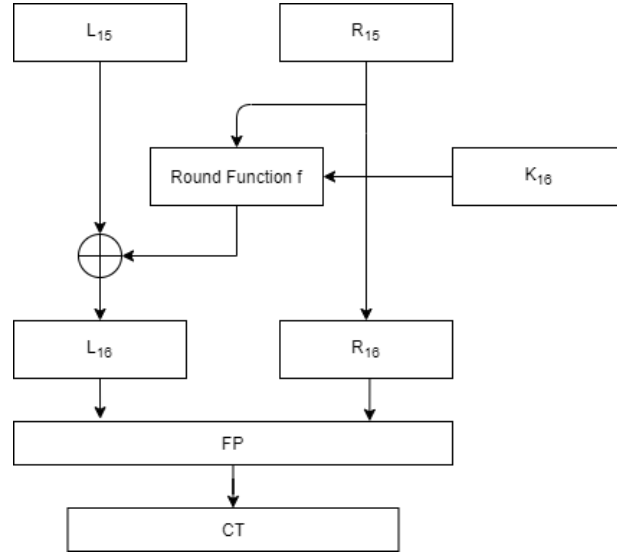 L₁₅
R₁₅
Round Function f
K₁₆
L₁₆
R₁₆
FP
CT